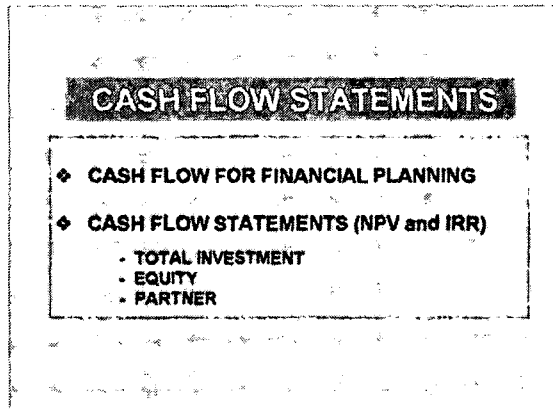 CASH FLOW STATEMENTS
❖ CASH FLOW FOR FINANCIAL PLANNING
❖ CASH FLOW STATEMENTS (NPV and IRR)
- TOTAL INVESTMENT
- EQUITY
- PARTNER